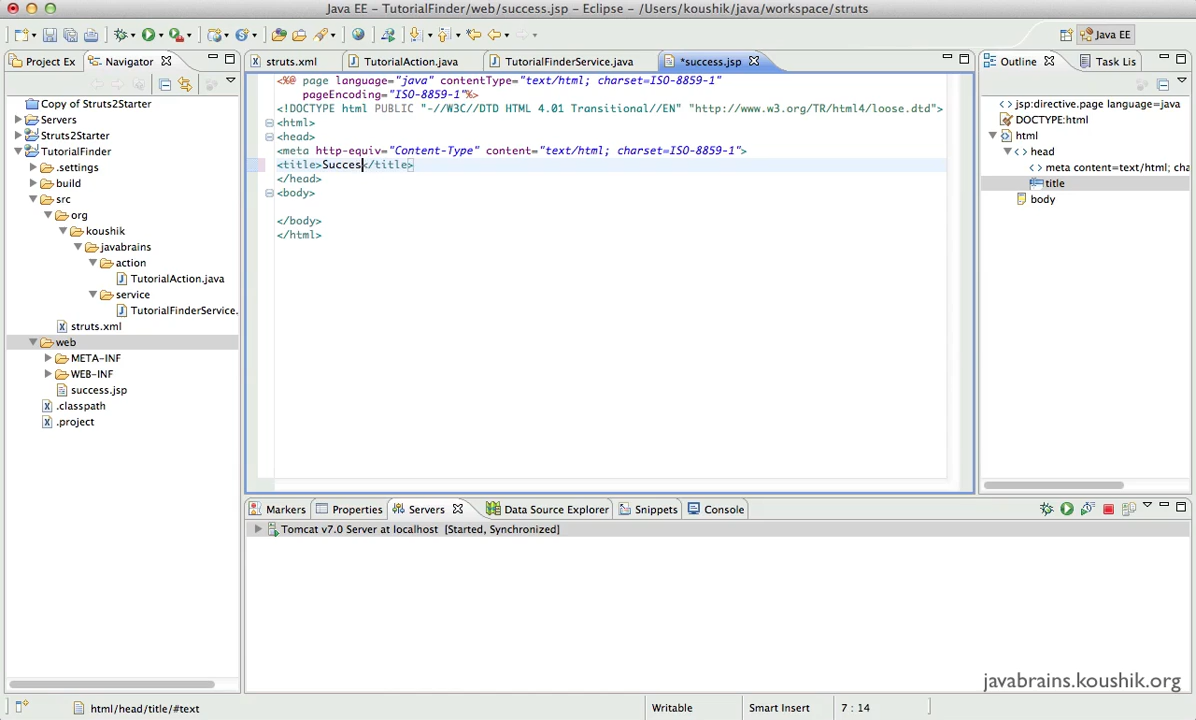 Java EE - TutorialFinder/web/success.jsp - Eclipse - /Users/koushik/java/workspace/struts
Java EE
Project Ex
Navigator
struts.xml
TutorialAction.java
TutorialFinderService.java
*success.jsp
Outline
Task Lis
Copy of Struts2Starter
Servers
Struts2Starter
TutorialFinder
.settings
build
src
org
koushik
javabrains
action
TutorialAction.java
service
TutorialFinderService.
struts.xml
web
META-INF
WEB-INF
success.jsp
.classpath
.project
<%@ page language="java" contentType="text/html; charset=ISO-8859-1"
pageEncoding="ISO-8859-1"%>
<!DOCTYPE html PUBLIC "-//W3C//DTD HTML 4.01 Transitional//EN" "http://www.w3.org/TR/html4/loose.dtd">
<html>
<head>
<meta http-equiv="Content-Type" content="text/html; charset=ISO-8859-1">
<title>Succes</title>
</head>
<body>
</body>
</html>
jsp:directive.page language=java
DOCTYPE:html
html
head
meta content=text/html; cha
title
body
Markers
Properties
Servers
Data Source Explorer
Snippets
Console
Tomcat v7.0 Server at localhost [Started, Synchronized]
javabrains.koushik.org
html/head/title/#text
Writable
Smart Insert
7 : 14